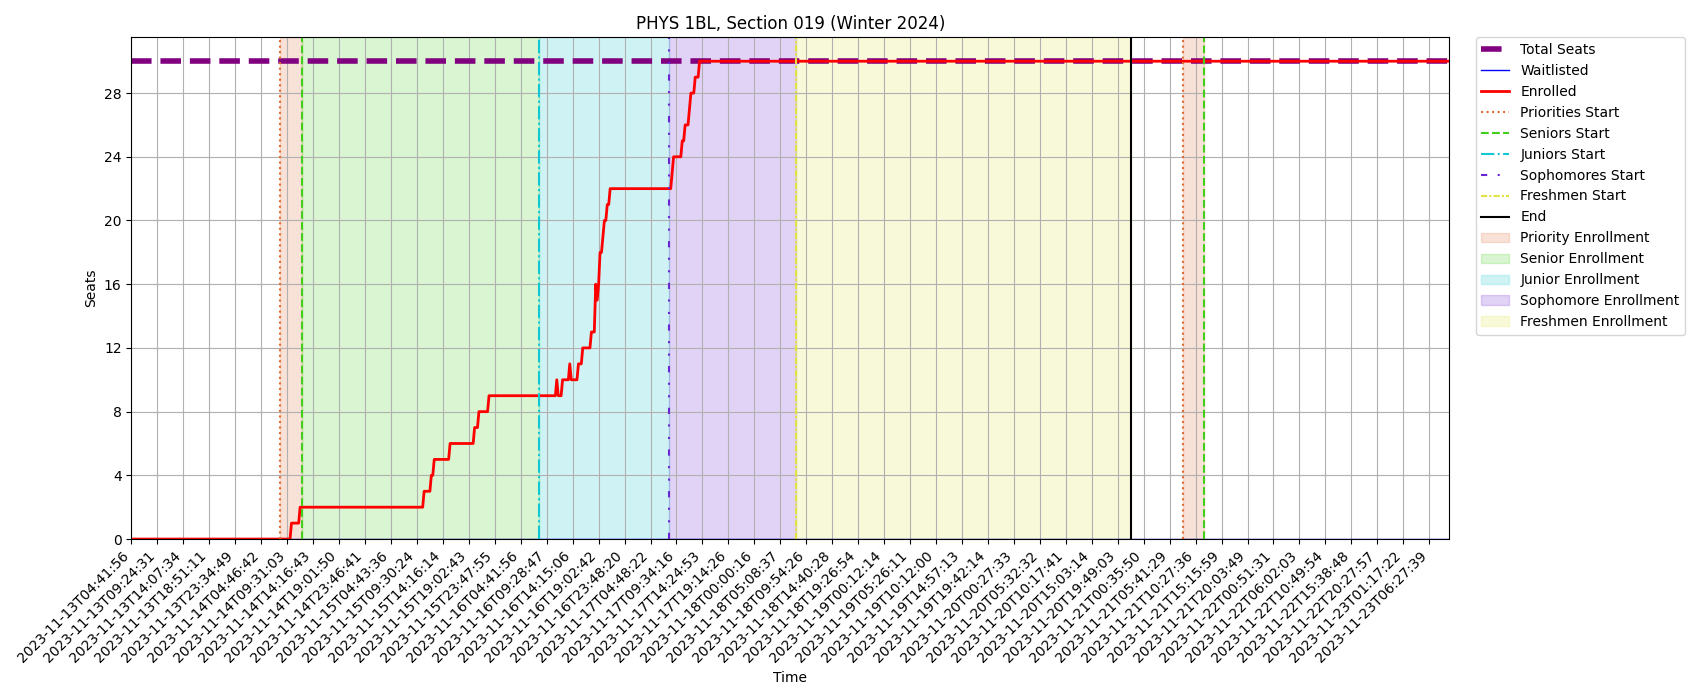 PHYS 1BL, Section 019 (Winter 2024)
Total Seats
Waitlisted
Enrolled
Priorities Start
Seniors Start
Juniors Start
Sophomores Start
Freshmen Start
End
Priority Enrollment
Senior Enrollment
Junior Enrollment
Sophomore Enrollment
Freshmen Enrollment
Seats
28
24
20
16
12
8
4
0
2023-11-13T04:41:56
2023-11-13T09:24:31
2023-11-13T14:07:34
2023-11-13T18:51:11
2023-11-13T23:34:49
2023-11-14T04:46:42
2023-11-14T09:31:03
2023-11-14T14:16:43
2023-11-14T19:01:50
2023-11-14T23:46:41
2023-11-15T04:43:36
2023-11-15T09:30:24
2023-11-15T14:16:14
2023-11-15T19:02:43
2023-11-15T23:47:55
2023-11-16T04:41:56
2023-11-16T09:28:47
2023-11-16T14:15:06
2023-11-16T19:02:42
2023-11-16T23:48:20
2023-11-17T04:48:22
2023-11-17T09:34:16
2023-11-17T14:24:53
2023-11-17T19:14:26
2023-11-18T00:00:16
2023-11-18T05:08:37
2023-11-18T09:54:26
2023-11-18T14:40:28
2023-11-18T19:26:54
2023-11-19T00:12:14
2023-11-19T05:26:11
2023-11-19T10:12:00
2023-11-19T14:57:13
2023-11-19T19:42:14
2023-11-20T00:27:33
2023-11-20T05:32:32
2023-11-20T10:17:41
2023-11-20T15:03:14
2023-11-20T19:49:03
2023-11-21T00:35:50
2023-11-21T05:41:29
2023-11-21T10:27:36
2023-11-21T15:15:59
2023-11-21T20:03:49
2023-11-22T00:51:31
2023-11-22T06:02:03
2023-11-22T10:49:54
2023-11-22T15:38:48
2023-11-22T20:27:57
2023-11-23T01:17:22
2023-11-23T06:27:39
Time